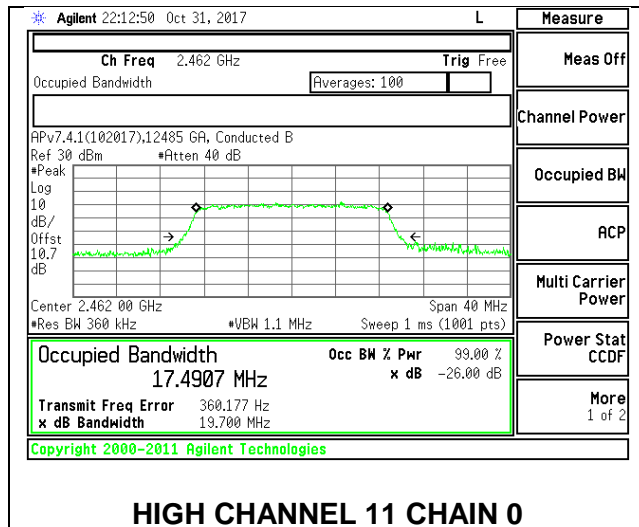 Agilent 22:12:50 Oct 31, 2017 L
Measure
Ch Freq 2.462 GHz Trig Free
Meas Off
Occupied Bandwidth Averages: 100
Channel Power
APv7.4.1(102017),12485 GA, Conducted B
Ref 30 dBm #Atten 40 dB
#Peak
Log
10
dB/
Offst
10.7
dB
Occupied BW
ACP
Multi Carrier
Power
Center 2.462 00 GHz Span 40 MHz
#Res BW 360 kHz #VBW 1.1 MHz Sweep 1 ms (1001 pts)
Power Stat
CCDF
Occupied Bandwidth Occ BW % Pwr 99.00 %
17.4907 MHz x dB -26.00 dB
Transmit Freq Error 360.177 Hz
x dB Bandwidth 19.700 MHz
More
1 of 2
Copyright 2000-2011 Agilent Technologies
HIGH CHANNEL 11 CHAIN 0